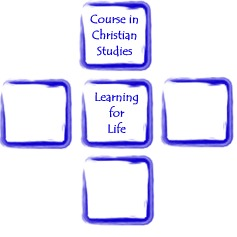 Course in
Christian
Studies
Learning
for
Life